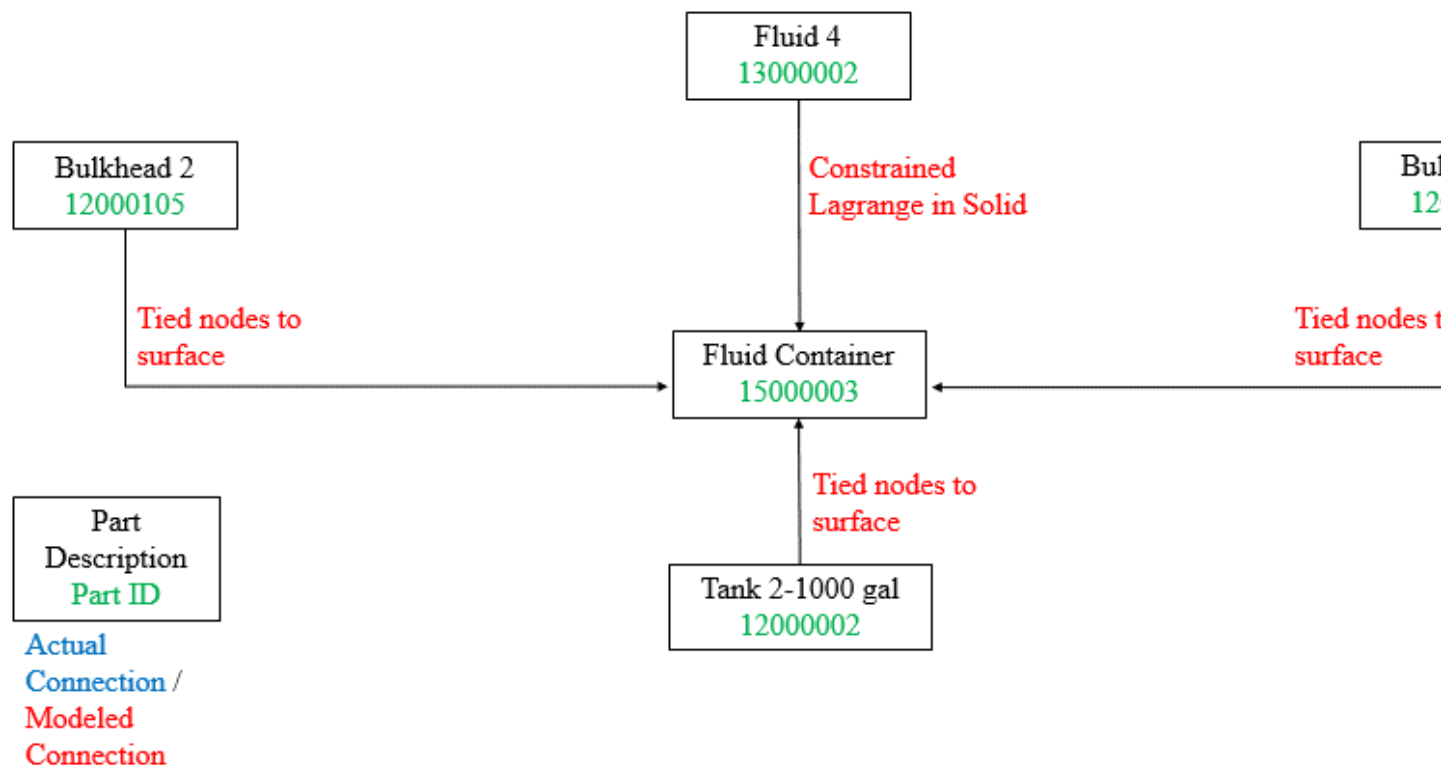 Fluid 4
13000002
Bulkhead 2
12000105
Constrained
Lagrange in Solid
Tied nodes to
surface
Fluid Container
15000003
Tied nodes
surface
Tied nodes to
surface
Part
Description
Part ID
Tank 2-1000 gal
12000002
Actual
Connection /
Modeled
Connection